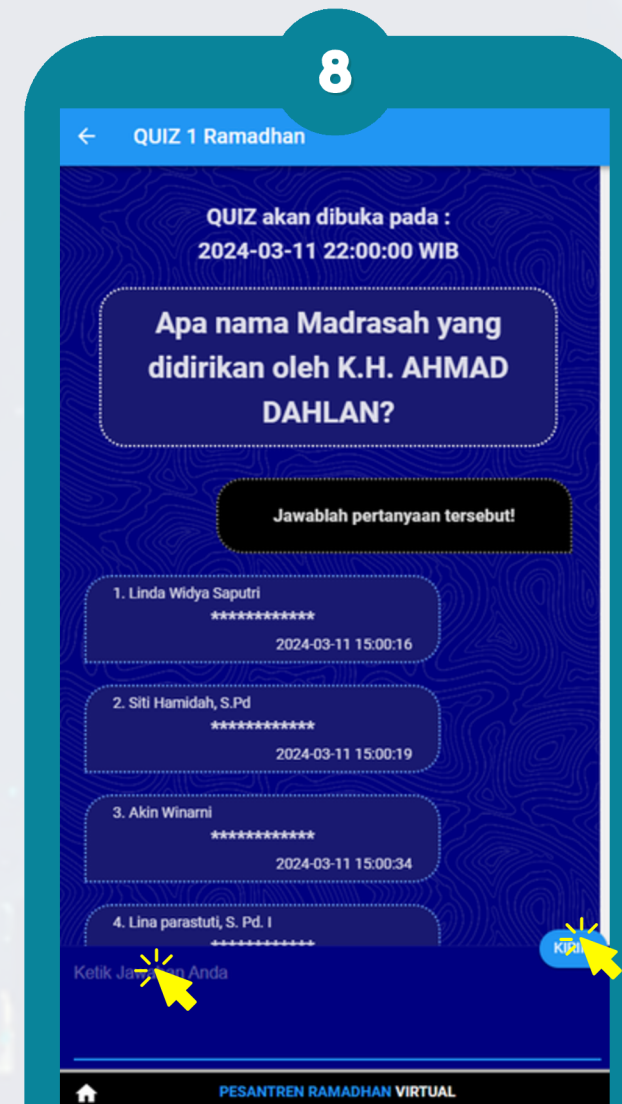 8
← QUIZ 1 Ramadhan
QUIZ akan dibuka pada :
2024-03-11 22:00:00 WIB
Apa nama Madrasah yang
didirikan oleh K.H. AHMAD
DAHLAN?
Jawablah pertanyaan tersebut!
1. Linda Widya Saputri
************
2024-03-11 15:00:16
2. Siti Hamidah, S.Pd
************
2024-03-11 15:00:19
3. Akin Winarni
************
2024-03-11 15:00:34
4. Lina parastuti, S. Pd. I
************
Ketik Anda
PESANTREN RAMADHAN VIRTUAL